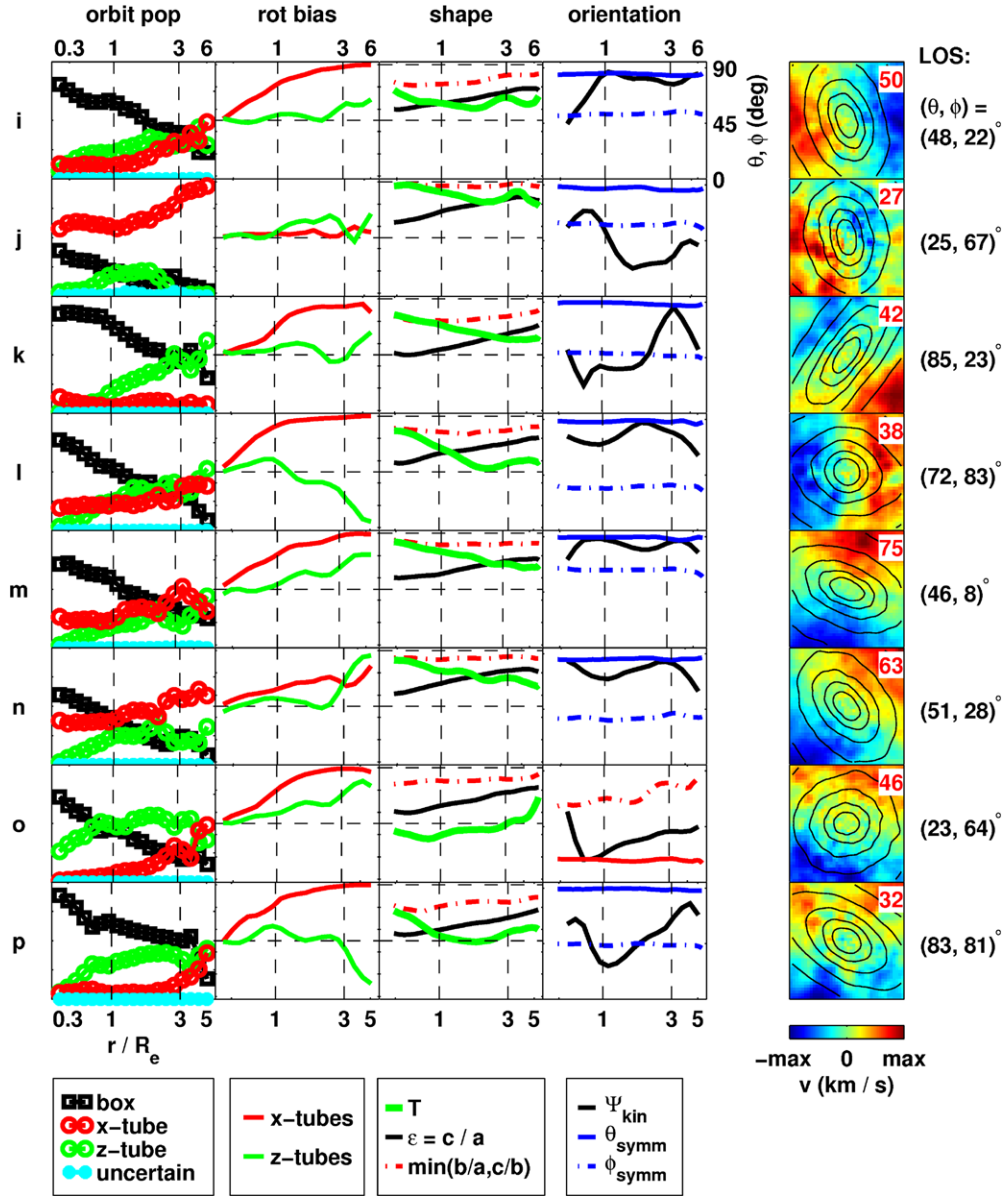 orbit pop rot bias shape orientation
0.3 1 3 6 1 3 6 1 3 6 1 3 6
LOS:
i 90 50 (θ, ϕ) =
45 θ, ϕ (deg) (48, 22)°
0
j 27 (25, 67)°
k 42 (85, 23)°
l 38 (72, 83)°
m 75 (46, 8)°
n 63 (51, 28)°
o 46 (23, 64)°
p 32 (83, 81)°
0.3 1 3 5 1 3 5 1 3 5 1 3 5
r / R_e
−max 0 max
v (km / s)
box
x−tube
z−tube
uncertain
x−tubes
z−tubes
T
ε = c / a
min(b/a,c/b)
Ψ_kin
θ_symm
ϕ_symm